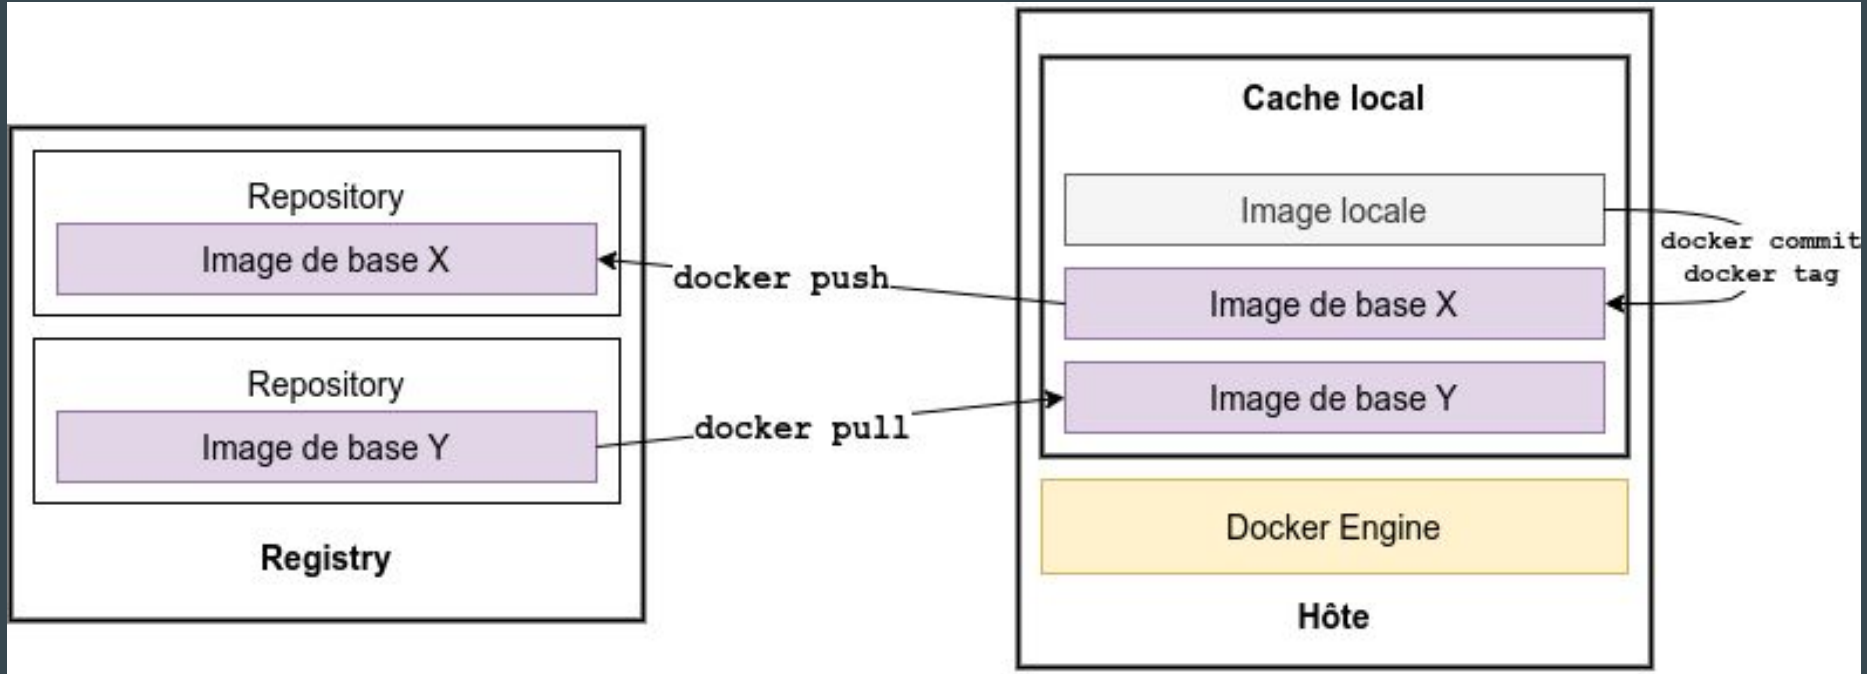 Repository
Image de base X
Repository
Image de base Y
Registry
docker push
docker pull
Cache local
Image locale
Image de base X
Image de base Y
docker commit
docker tag
Docker Engine
Hôte